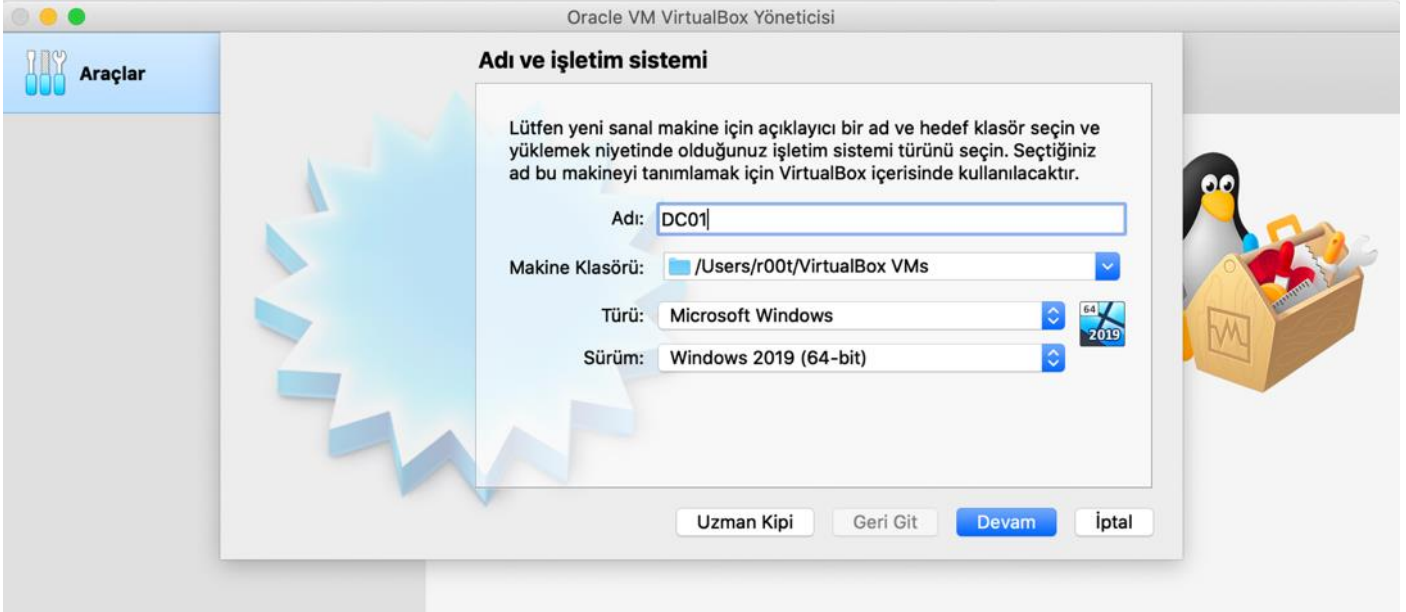 Oracle VM VirtualBox Yöneticisi
Araçlar
Adı ve işletim sistemi
Lütfen yeni sanal makine için açıklayıcı bir ad ve hedef klasör seçin ve
yüklemek niyetinde olduğunuz işletim sistemi türünü seçin. Seçtiğiniz
ad bu makineyi tanımlamak için VirtualBox içerisinde kullanılacaktır.
Adı: DC01
Makine Klasörü: /Users/r00t/VirtualBox VMs
Türü: Microsoft Windows
64
2019
Sürüm: Windows 2019 (64-bit)
Uzman Kipi Geri Git Devam İptal